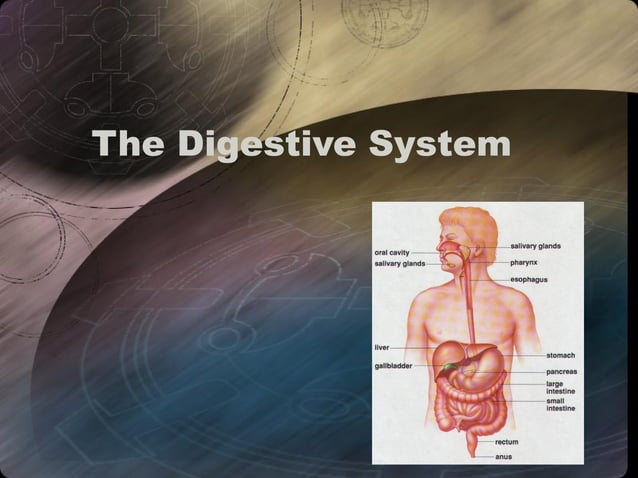 The Digestive System
oral cavity
salivary glands
salivary glands
pharynx
esophagus
liver
gallbladder
stomach
pancreas
large
intestine
small
intestine
rectum
anus